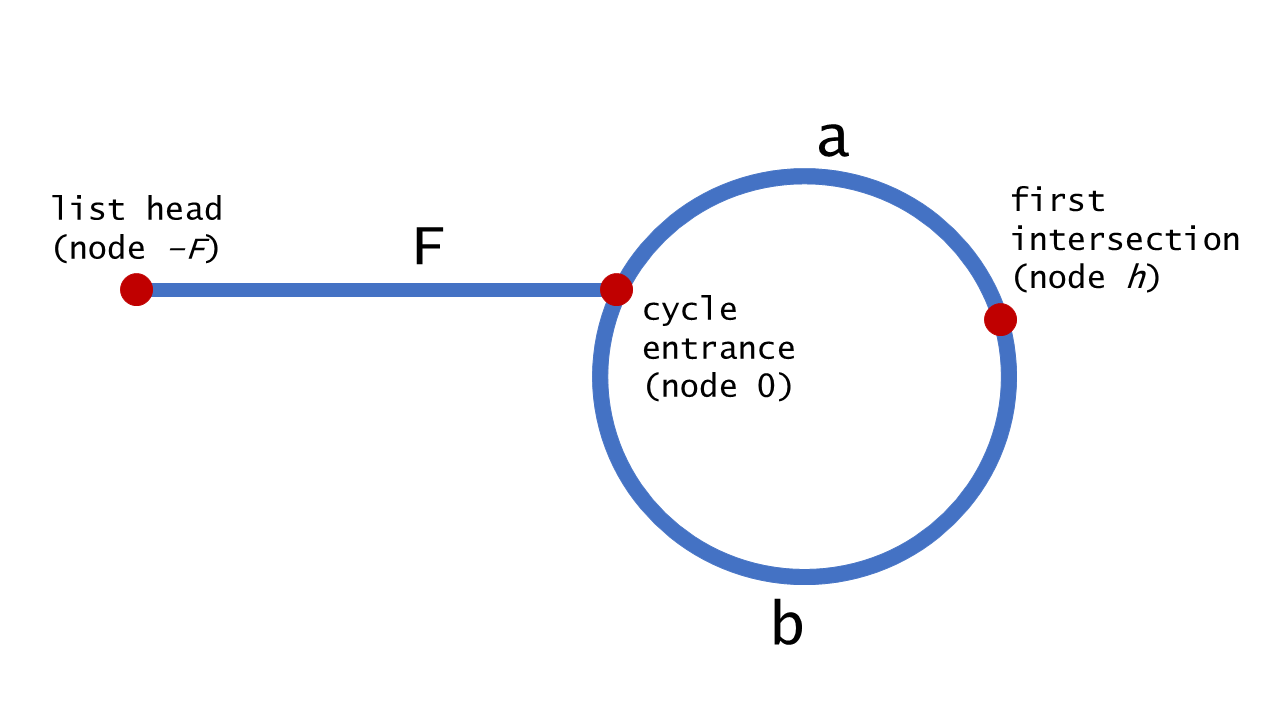 a
list head
(node −F)
F
first
intersection
(node h)
cycle
entrance
(node 0)
b